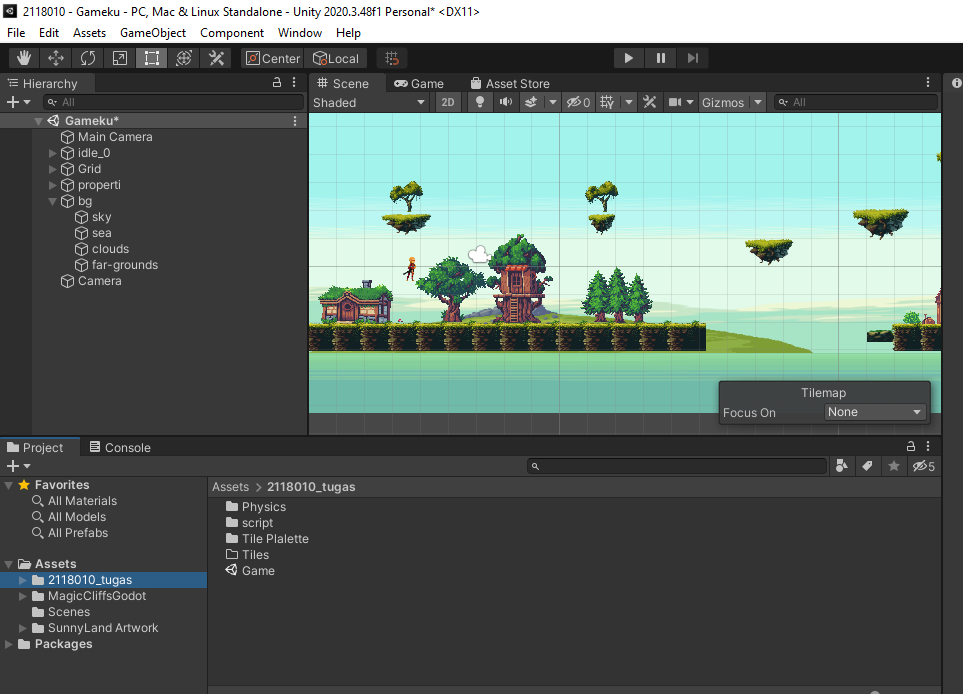 2118010 - Gameku - PC, Mac & Linux Standalone - Unity 2020.3.48f1 Personal* <DX11>
File Edit Assets GameObject Component Window Help
Center Local
Hierarchy
All
Gameku*
Main Camera
idle_0
Grid
properti
bg
sky
sea
clouds
far-grounds
Camera
Scene Game Asset Store
Shaded 2D 0 Gizmos All
Tilemap
Focus On None
Project Console
5
Favorites
All Materials
All Models
All Prefabs
Assets
2118010_tugas
MagicCliffsGodot
Scenes
SunnyLand Artwork
Packages
Assets > 2118010_tugas
Physics
script
Tile Plalette
Tiles
Game